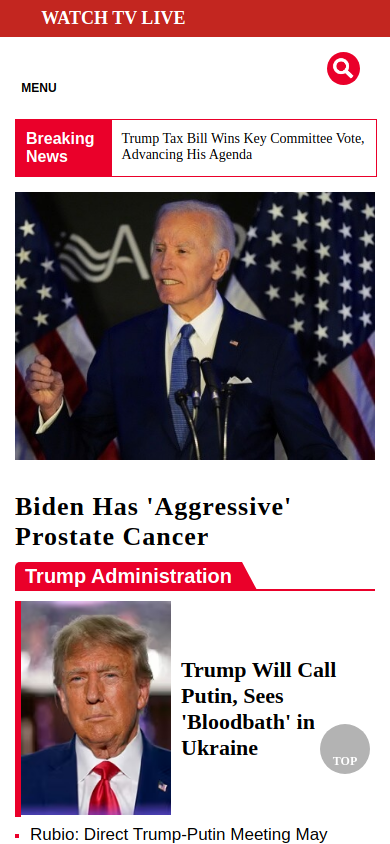 WATCH TV LIVE
MENU
Breaking
News
Trump Tax Bill Wins Key Committee Vote,
Advancing His Agenda
Biden Has 'Aggressive'
Prostate Cancer
Trump Administration
Trump Will Call
Putin, Sees
'Bloodbath' in
Ukraine
TOP
Rubio: Direct Trump-Putin Meeting May